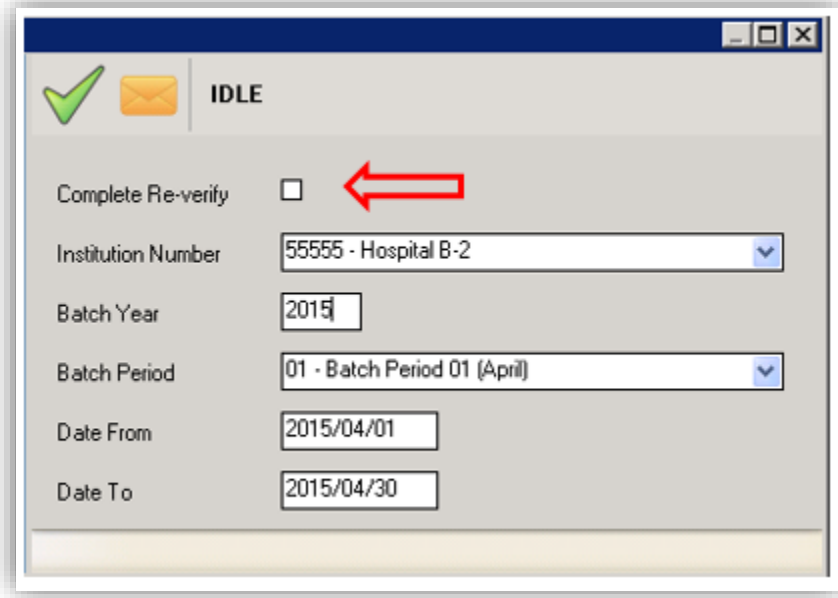 IDLE
Complete Re-verify
Institution Number 55555 - Hospital B-2
Batch Year 2015
Batch Period 01 - Batch Period 01 (April)
Date From 2015/04/01
Date To 2015/04/30